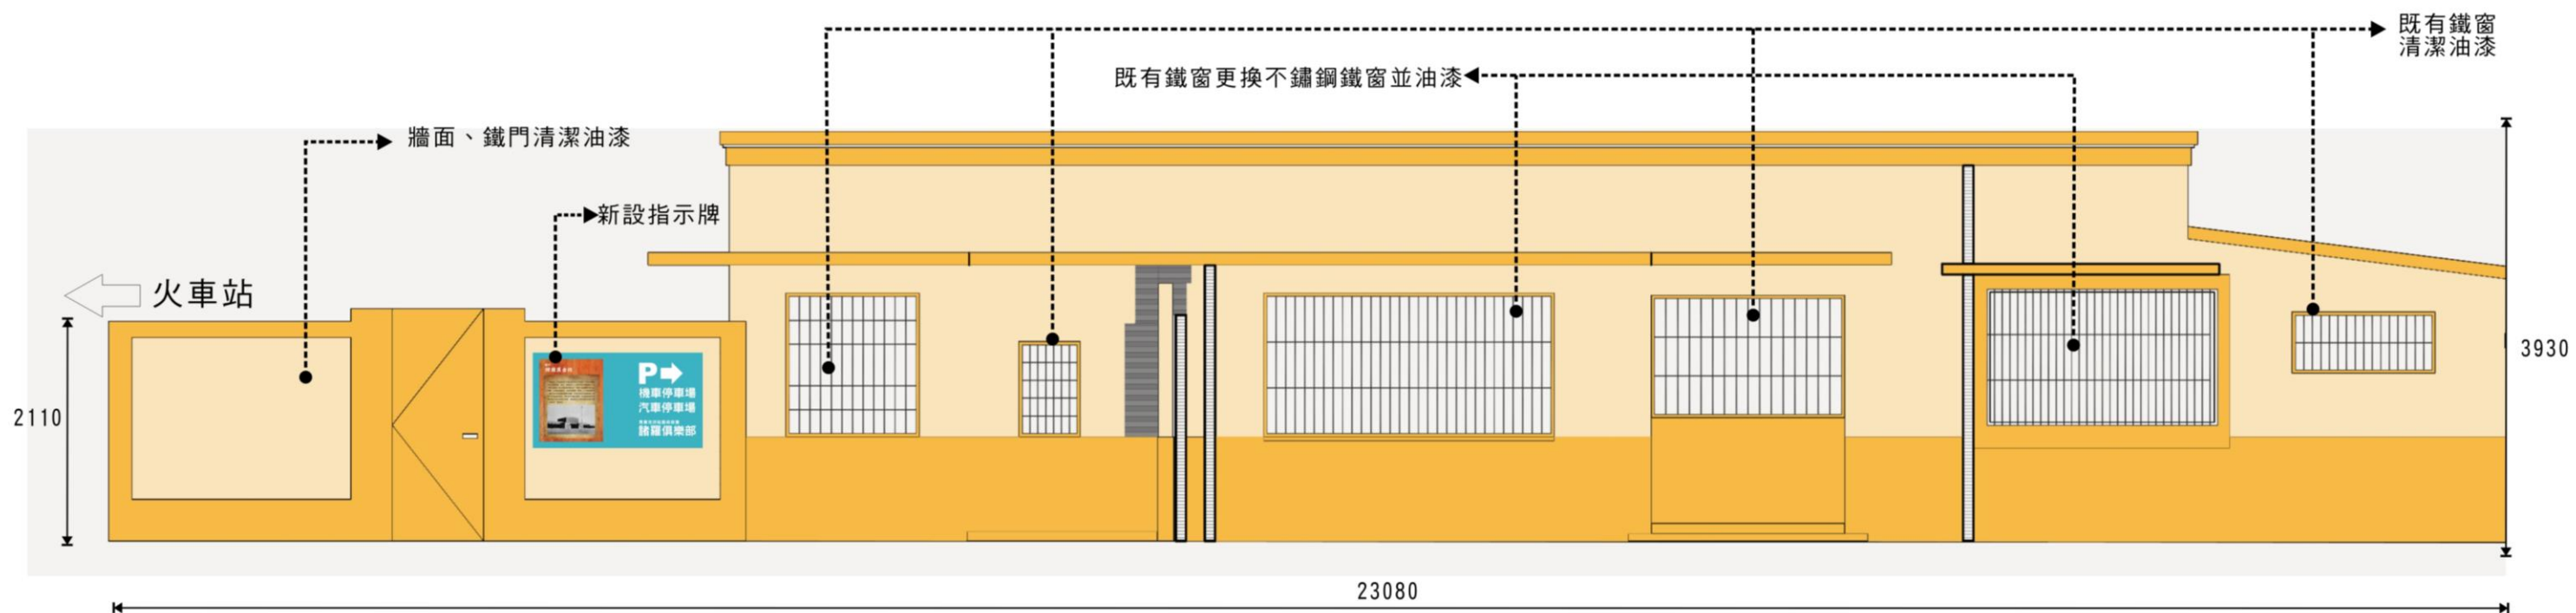 既有鐵窗
清潔油漆
既有鐵窗更換不鏽鋼鐵窗並油漆
牆面、鐵門清潔油漆
新設指示牌
火車站
P
機車停車場
汽車停車場
諸羅俱樂部
2110
3930
23080